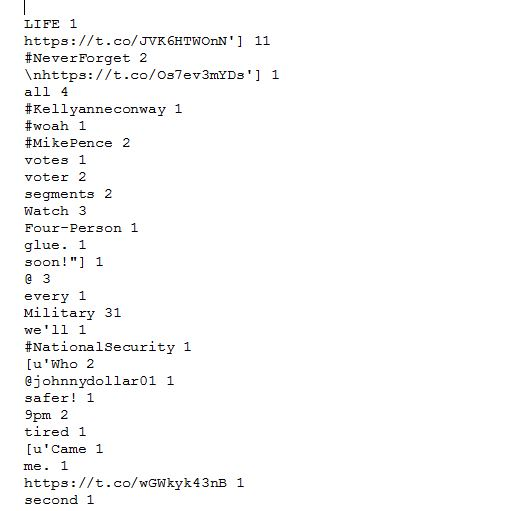 LIFE 1
https://t.co/JVK6HTWOnN'] 11
#NeverForget 2
\nhttps://t.co/Os7ev3mYDs'] 1
all 4
#Kellyanneconway 1
#woah 1
#MikePence 2
votes 1
voter 2
segments 2
Watch 3
Four-Person 1
glue. 1
soon!"] 1
@ 3
every 1
Military 31
we'll 1
#NationalSecurity 1
[u'Who 2
@johnnydollar01 1
safer! 1
9pm 2
tired 1
[u'Came 1
me. 1
https://t.co/wGWkyk43nB 1
second 1